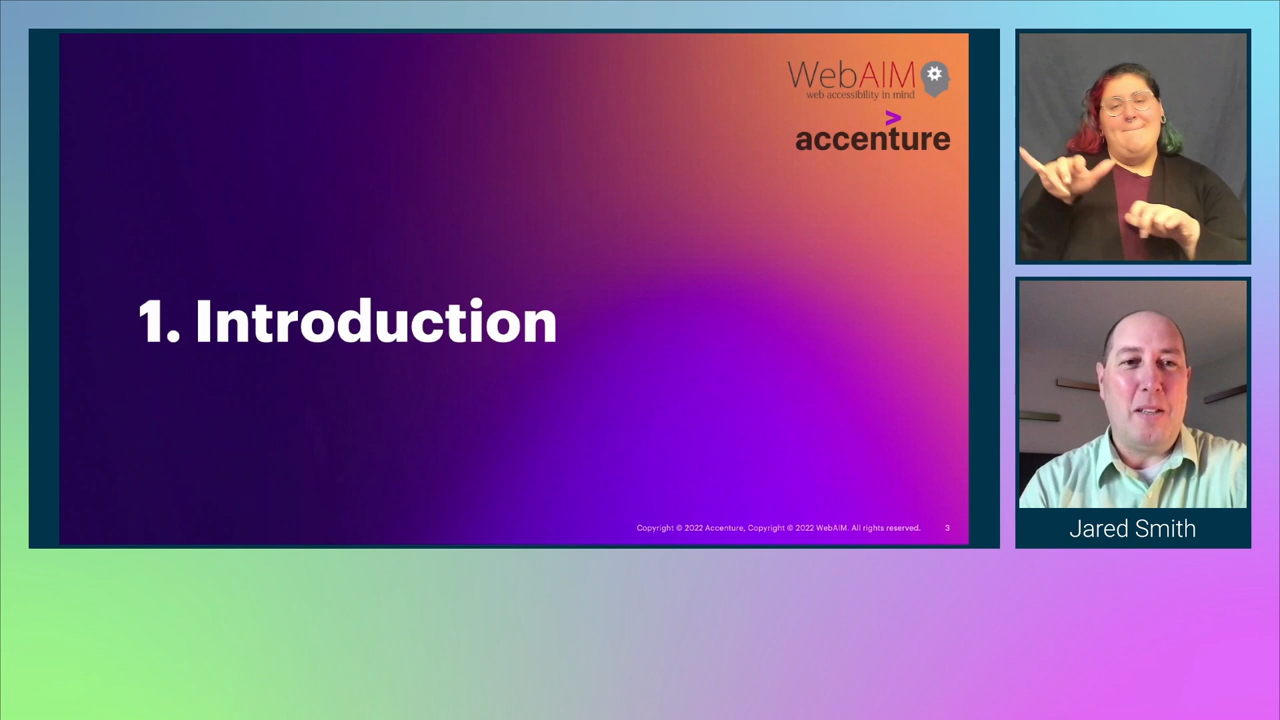 WebAIM
web accessibility in mind
>
accenture
1. Introduction
Copyright © 2022 Accenture, Copyright © 2022 WebAIM. All rights reserved.
3
Jared Smith